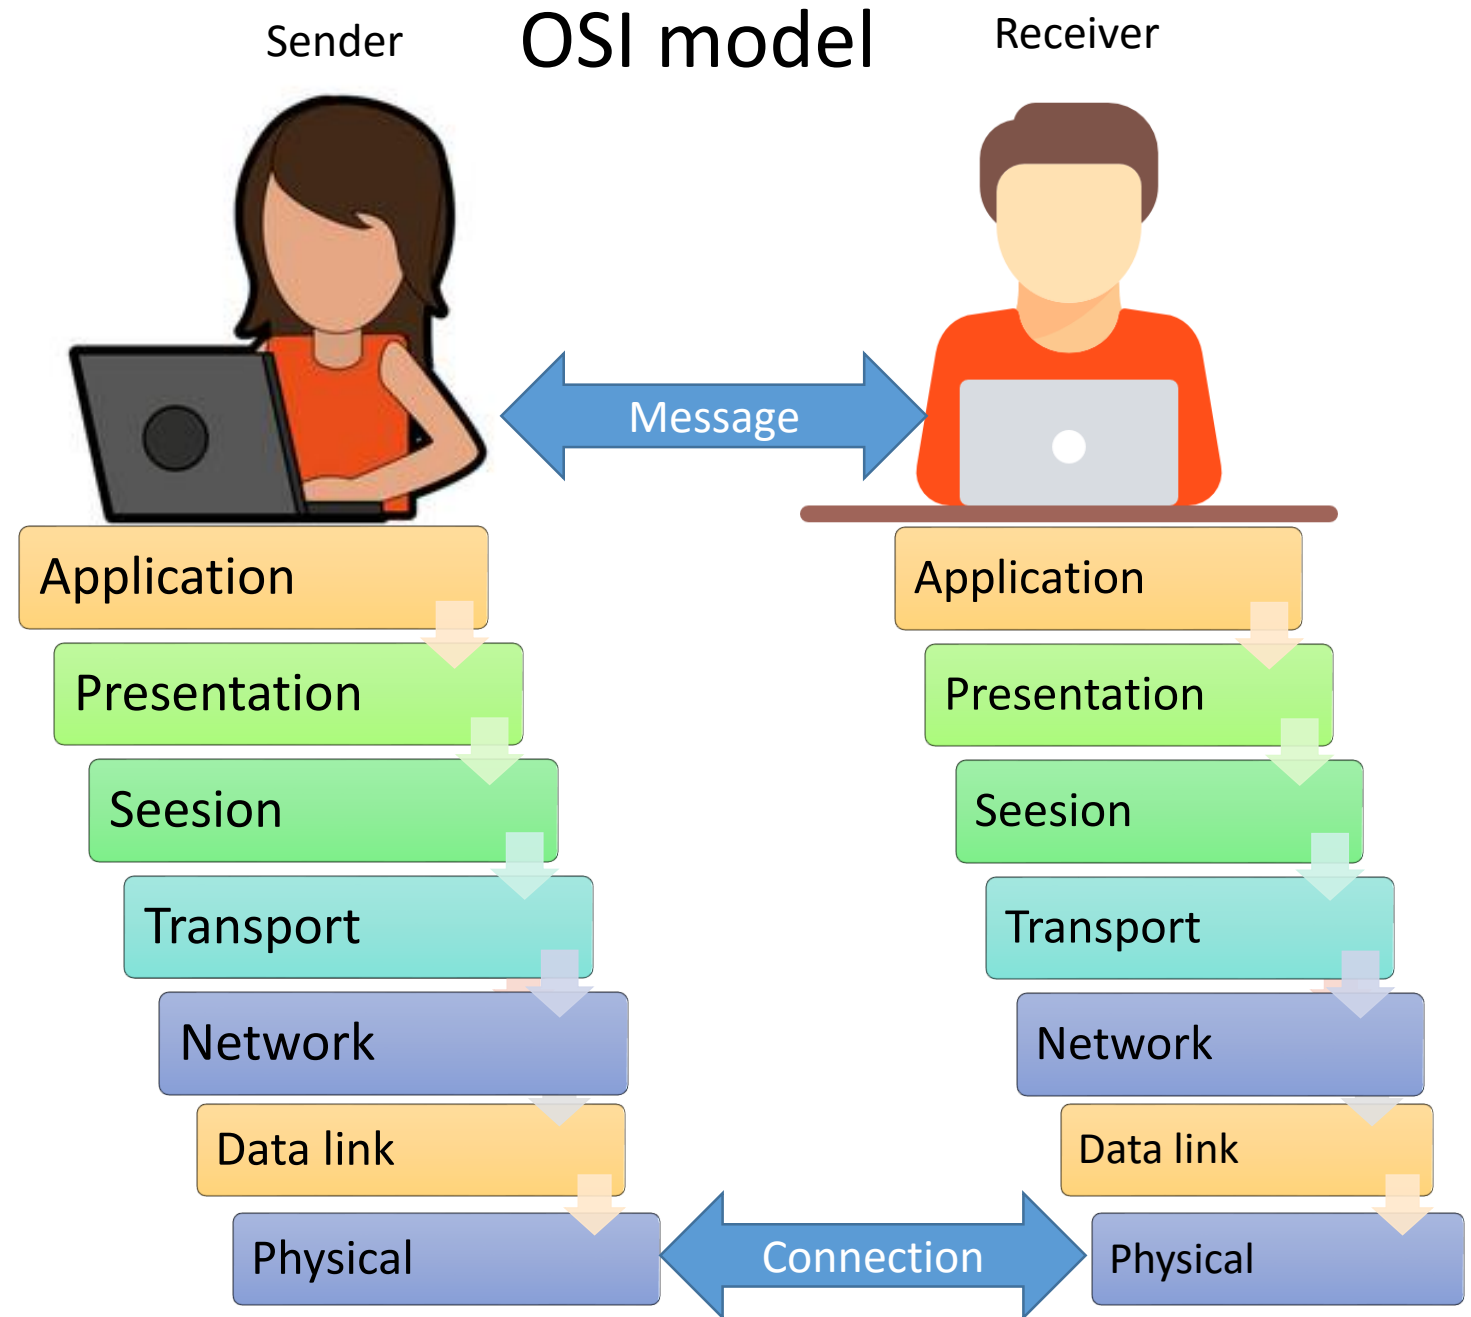 Sender
OSI model
Receiver
Message
Application
Presentation
Seesion
Transport
Network
Data link
Physical
Application
Presentation
Seesion
Transport
Network
Data link
Physical
Connection